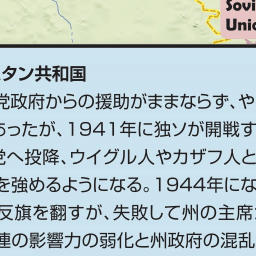 Sovi
Unio
スタン共和国
党政府からの援助がままならず、や
あったが、1941年に独ソが開戦す
党へ投降、ウイグル人やカザフ人と
を強めるようになる。1944年にな
反旗を翻すが、失敗して州の主席
連の影響力の弱化と州政府の混乱